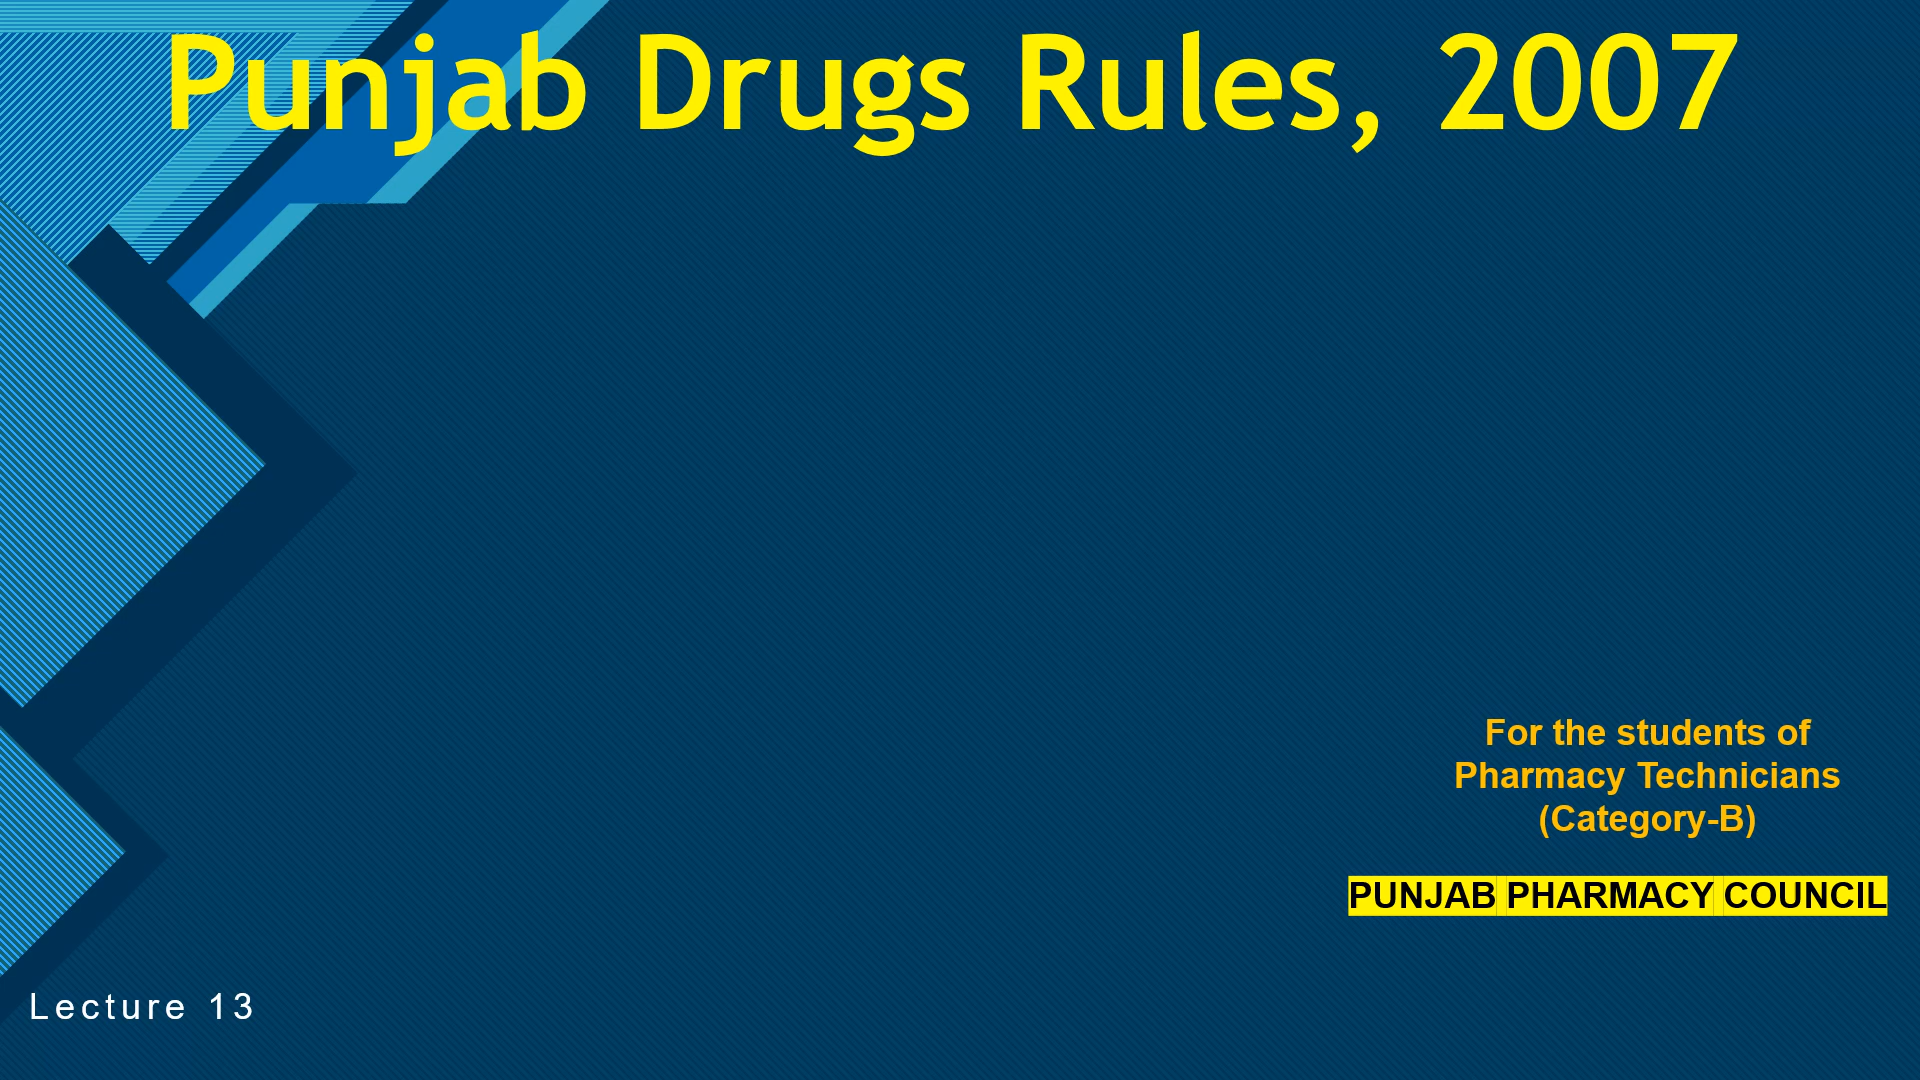 Punjab Drugs Rules, 2007
For the students of
Pharmacy Technicians
(Category-B)
PUNJAB PHARMACY COUNCIL
Lecture 13